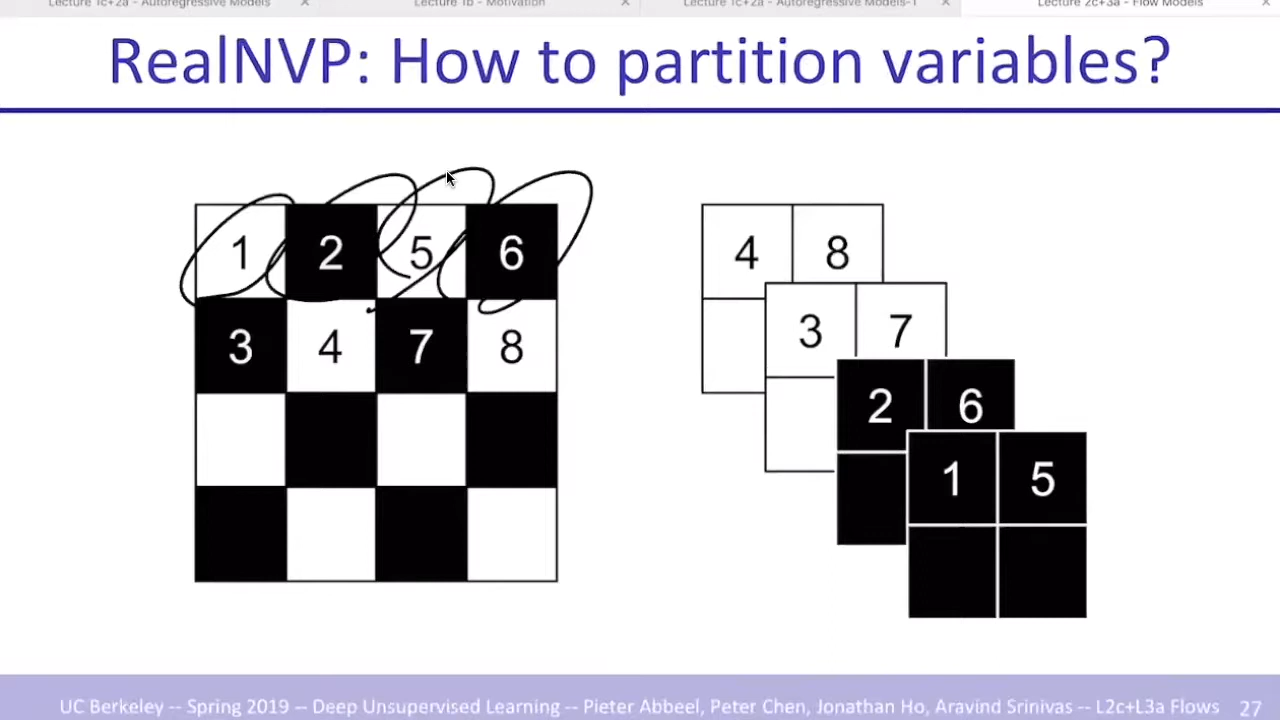 Lecture 1c+2a - Autoregressive Models
Lecture 1b - Motivation
Lecture 1c+2a - Autoregressive Models-1
Lecture 2c+3a - Flow Models
RealNVP: How to partition variables?
1 2 5 6
3 4 7 8
4 8
3 7
2 6
1 5
UC Berkeley -- Spring 2019 -- Deep Unsupervised Learning -- Pieter Abbeel, Peter Chen, Jonathan Ho, Aravind Srinivas -- L2c+L3a Flows 27